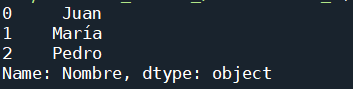 0 Juan
1 María
2 Pedro
Name: Nombre, dtype: object